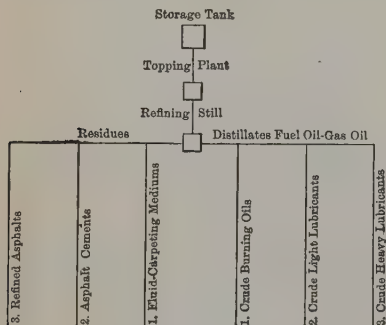 Storage Tank
Topping Plant
Refining Still
Residues
Distillates Fuel Oil-Gas Oil
3. Refined Asphalts
2. Asphalt Cements
1. Fluid-Carpeting Mediums
1. Crude Burning Oils
2. Crude Light Lubricants
3. Crude Heavy Lubricants